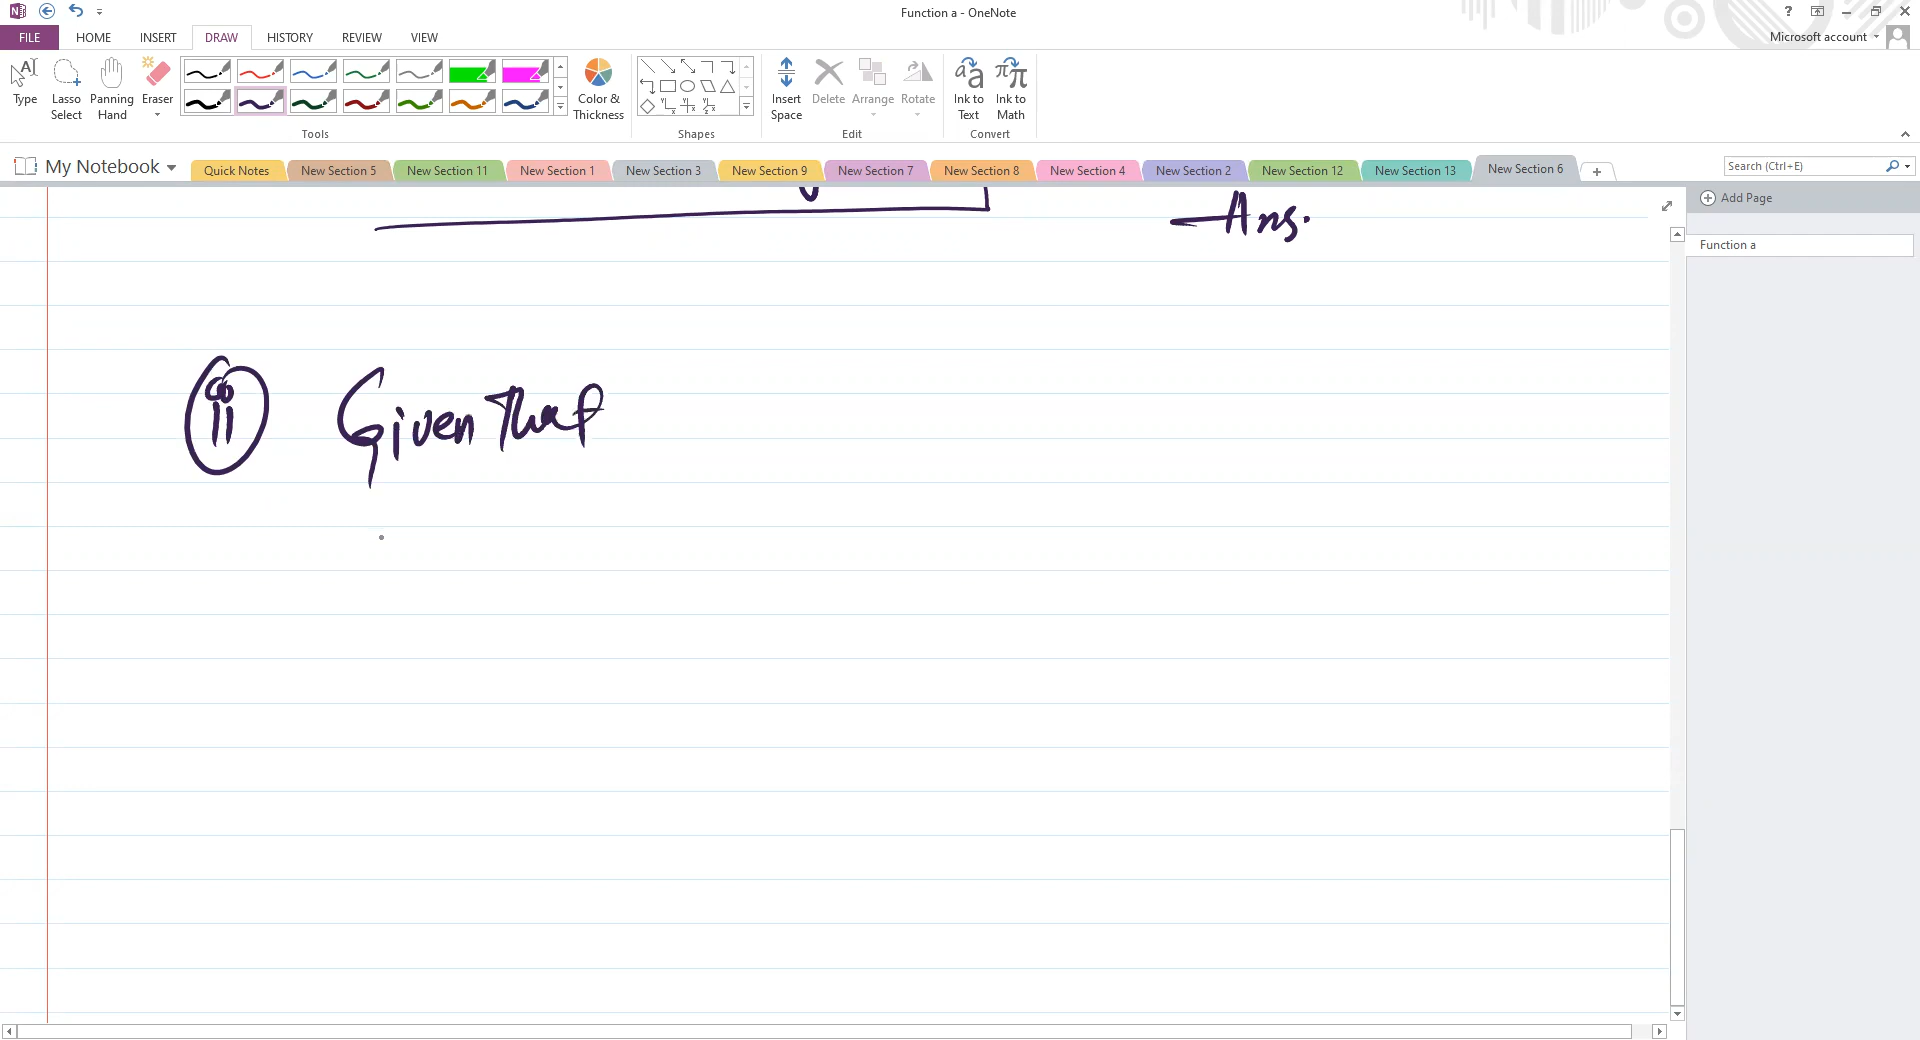 Function a - OneNote
?
FILE HOME INSERT DRAW HISTORY REVIEW VIEW
Microsoft account
Type
Lasso Select
Panning Hand
Eraser
Color & Thickness
Insert Space
Delete
Arrange
Rotate
Ink to Text
Ink to Math
Tools
Shapes
Edit
Convert
My Notebook
Quick Notes New Section 5 New Section 11 New Section 1 New Section 3 New Section 9 New Section 7 New Section 8 New Section 4 New Section 2 New Section 12 New Section 13 New Section 6
Search (Ctrl+E)
Add Page
Function a
Ans.
ii Given That